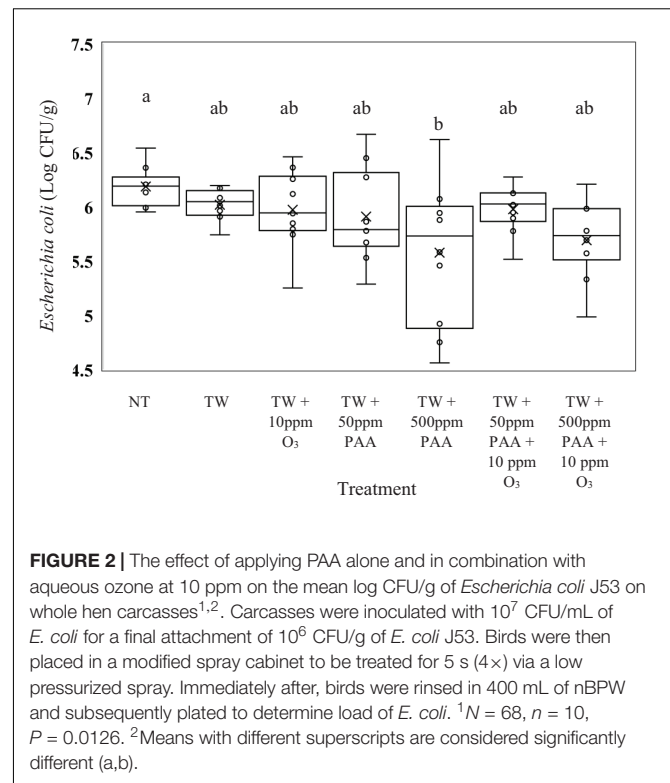 7.5
7
6.5
6
5.5
5
4.5
Escherichia coli (Log CFU/g)
a ab ab ab b ab ab
NT TW TW + TW + TW + TW + TW +
10ppm 50ppm 500ppm 50ppm 500ppm
O₃ PAA PAA PAA + PAA +
10 ppm 10 ppm
O₃ O₃
Treatment
FIGURE 2 | The effect of applying PAA alone and in combination with
aqueous ozone at 10 ppm on the mean log CFU/g of Escherichia coli J53 on
whole hen carcasses¹,². Carcasses were inoculated with 10⁷ CFU/mL of
E. coli for a final attachment of 10⁶ CFU/g of E. coli J53. Birds were then
placed in a modified spray cabinet to be treated for 5 s (4×) via a low
pressurized spray. Immediately after, birds were rinsed in 400 mL of nBPW
and subsequently plated to determine load of E. coli. ¹N = 68, n = 10,
P = 0.0126. ²Means with different superscripts are considered significantly
different (a,b).